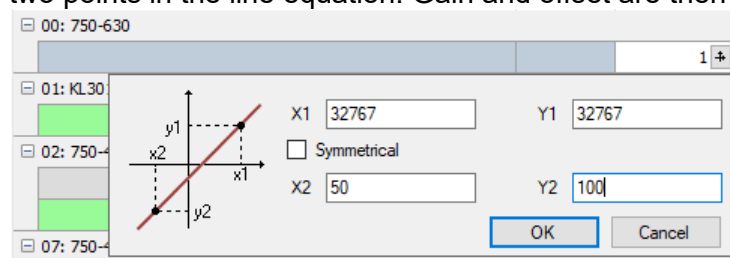 two points in the line equation. Gain and offset are then
00: 750-630
1
01: KL30
02: 750-4
07: 750-4
y1
x2
x1
y2
X1 32767 Y1 32767
Symmetrical
X2 50 Y2 100
OK Cancel